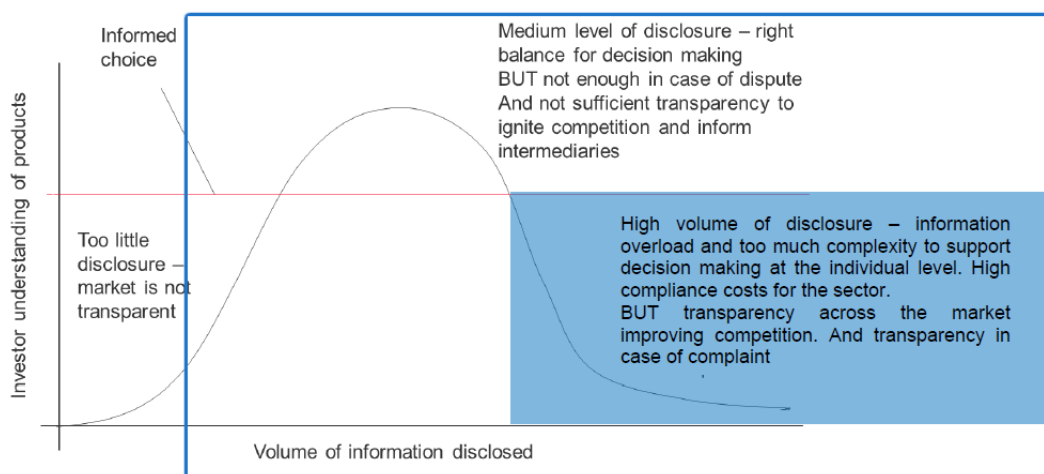 Informed
choice
Medium level of disclosure – right
balance for decision making
BUT not enough in case of dispute
And not sufficient transparency to
ignite competition and inform
intermediaries
Investor understanding of products
Too little
disclosure –
market is not
transparent
High volume of disclosure – information
overload and too much complexity to support
decision making at the individual level. High
compliance costs for the sector.
BUT transparency across the market
improving competition. And transparency in
case of complaint
Volume of information disclosed